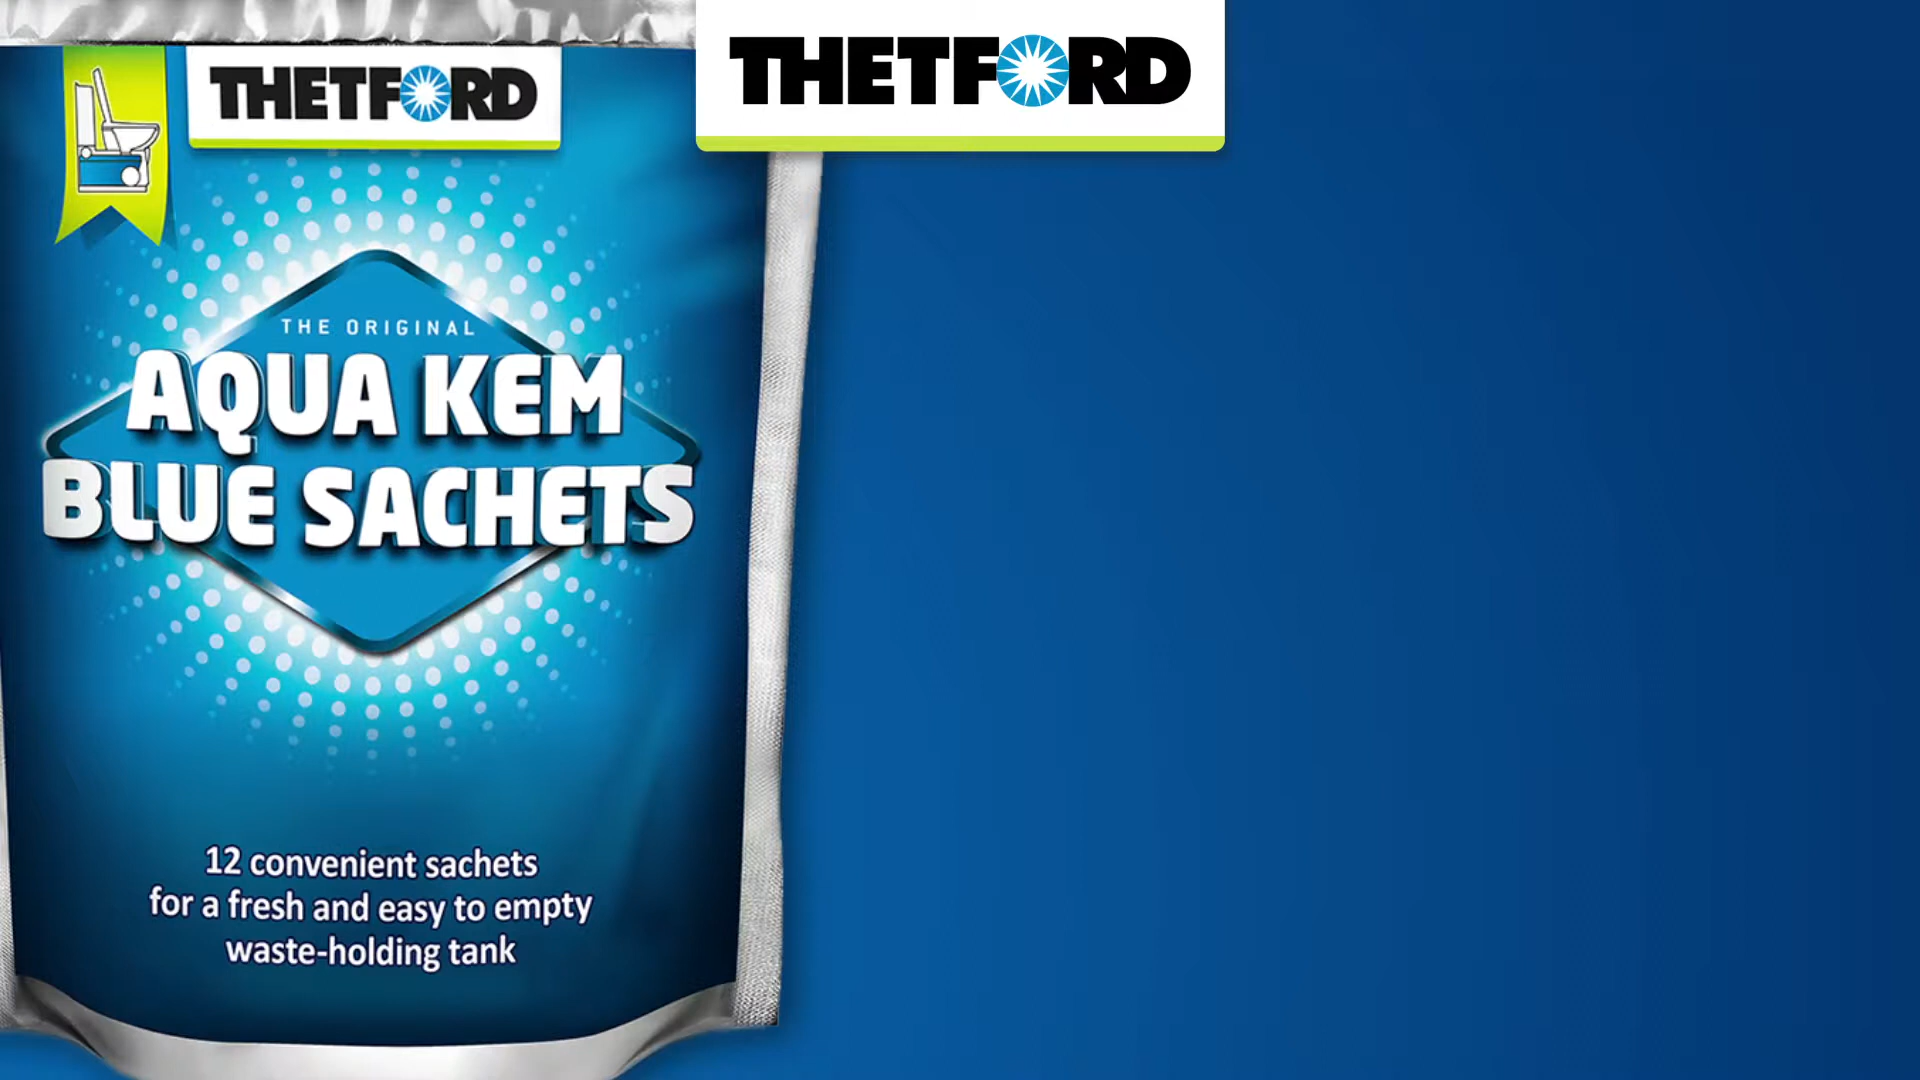 THETFORD
THETFORD
THE ORIGINAL
AQUA KEM
BLUE SACHETS
12 convenient sachets
for a fresh and easy to empty
waste-holding tank